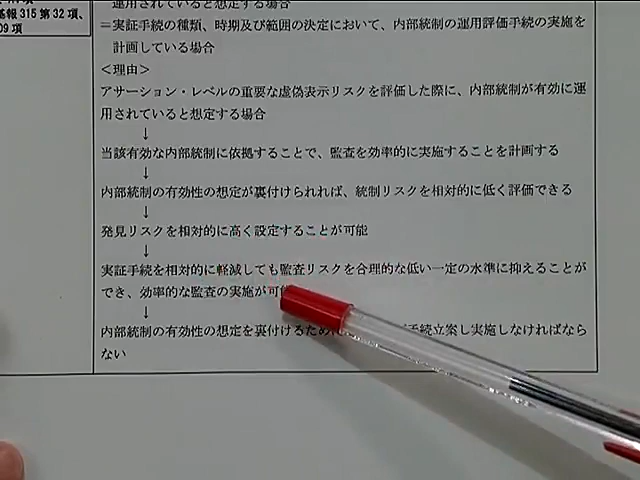 運用されていると想定する場合
基報 315 第 32 項、
09 項
＝実証手続の種類、時期及び範囲の決定において、内部統制の運用評価手続の実施を
計画している場合
＜理由＞
アサーション・レベルの重要な虚偽表示リスクを評価した際に、内部統制が有効に運
用されていると想定する場合
↓
当該有効な内部統制に依拠することで、監査を効率的に実施することを計画する
↓
内部統制の有効性の想定が裏付けられれば、統制リスクを相対的に低く評価できる
↓
発見リスクを相対的に高く設定することが可能
↓
実証手続を相対的に軽減しても監査リスクを合理的な低い一定の水準に抑えることが
でき、効率的な監査の実施が可能
↓
内部統制の有効性の想定を裏付けるため 手続立案し実施しなければなら
ない